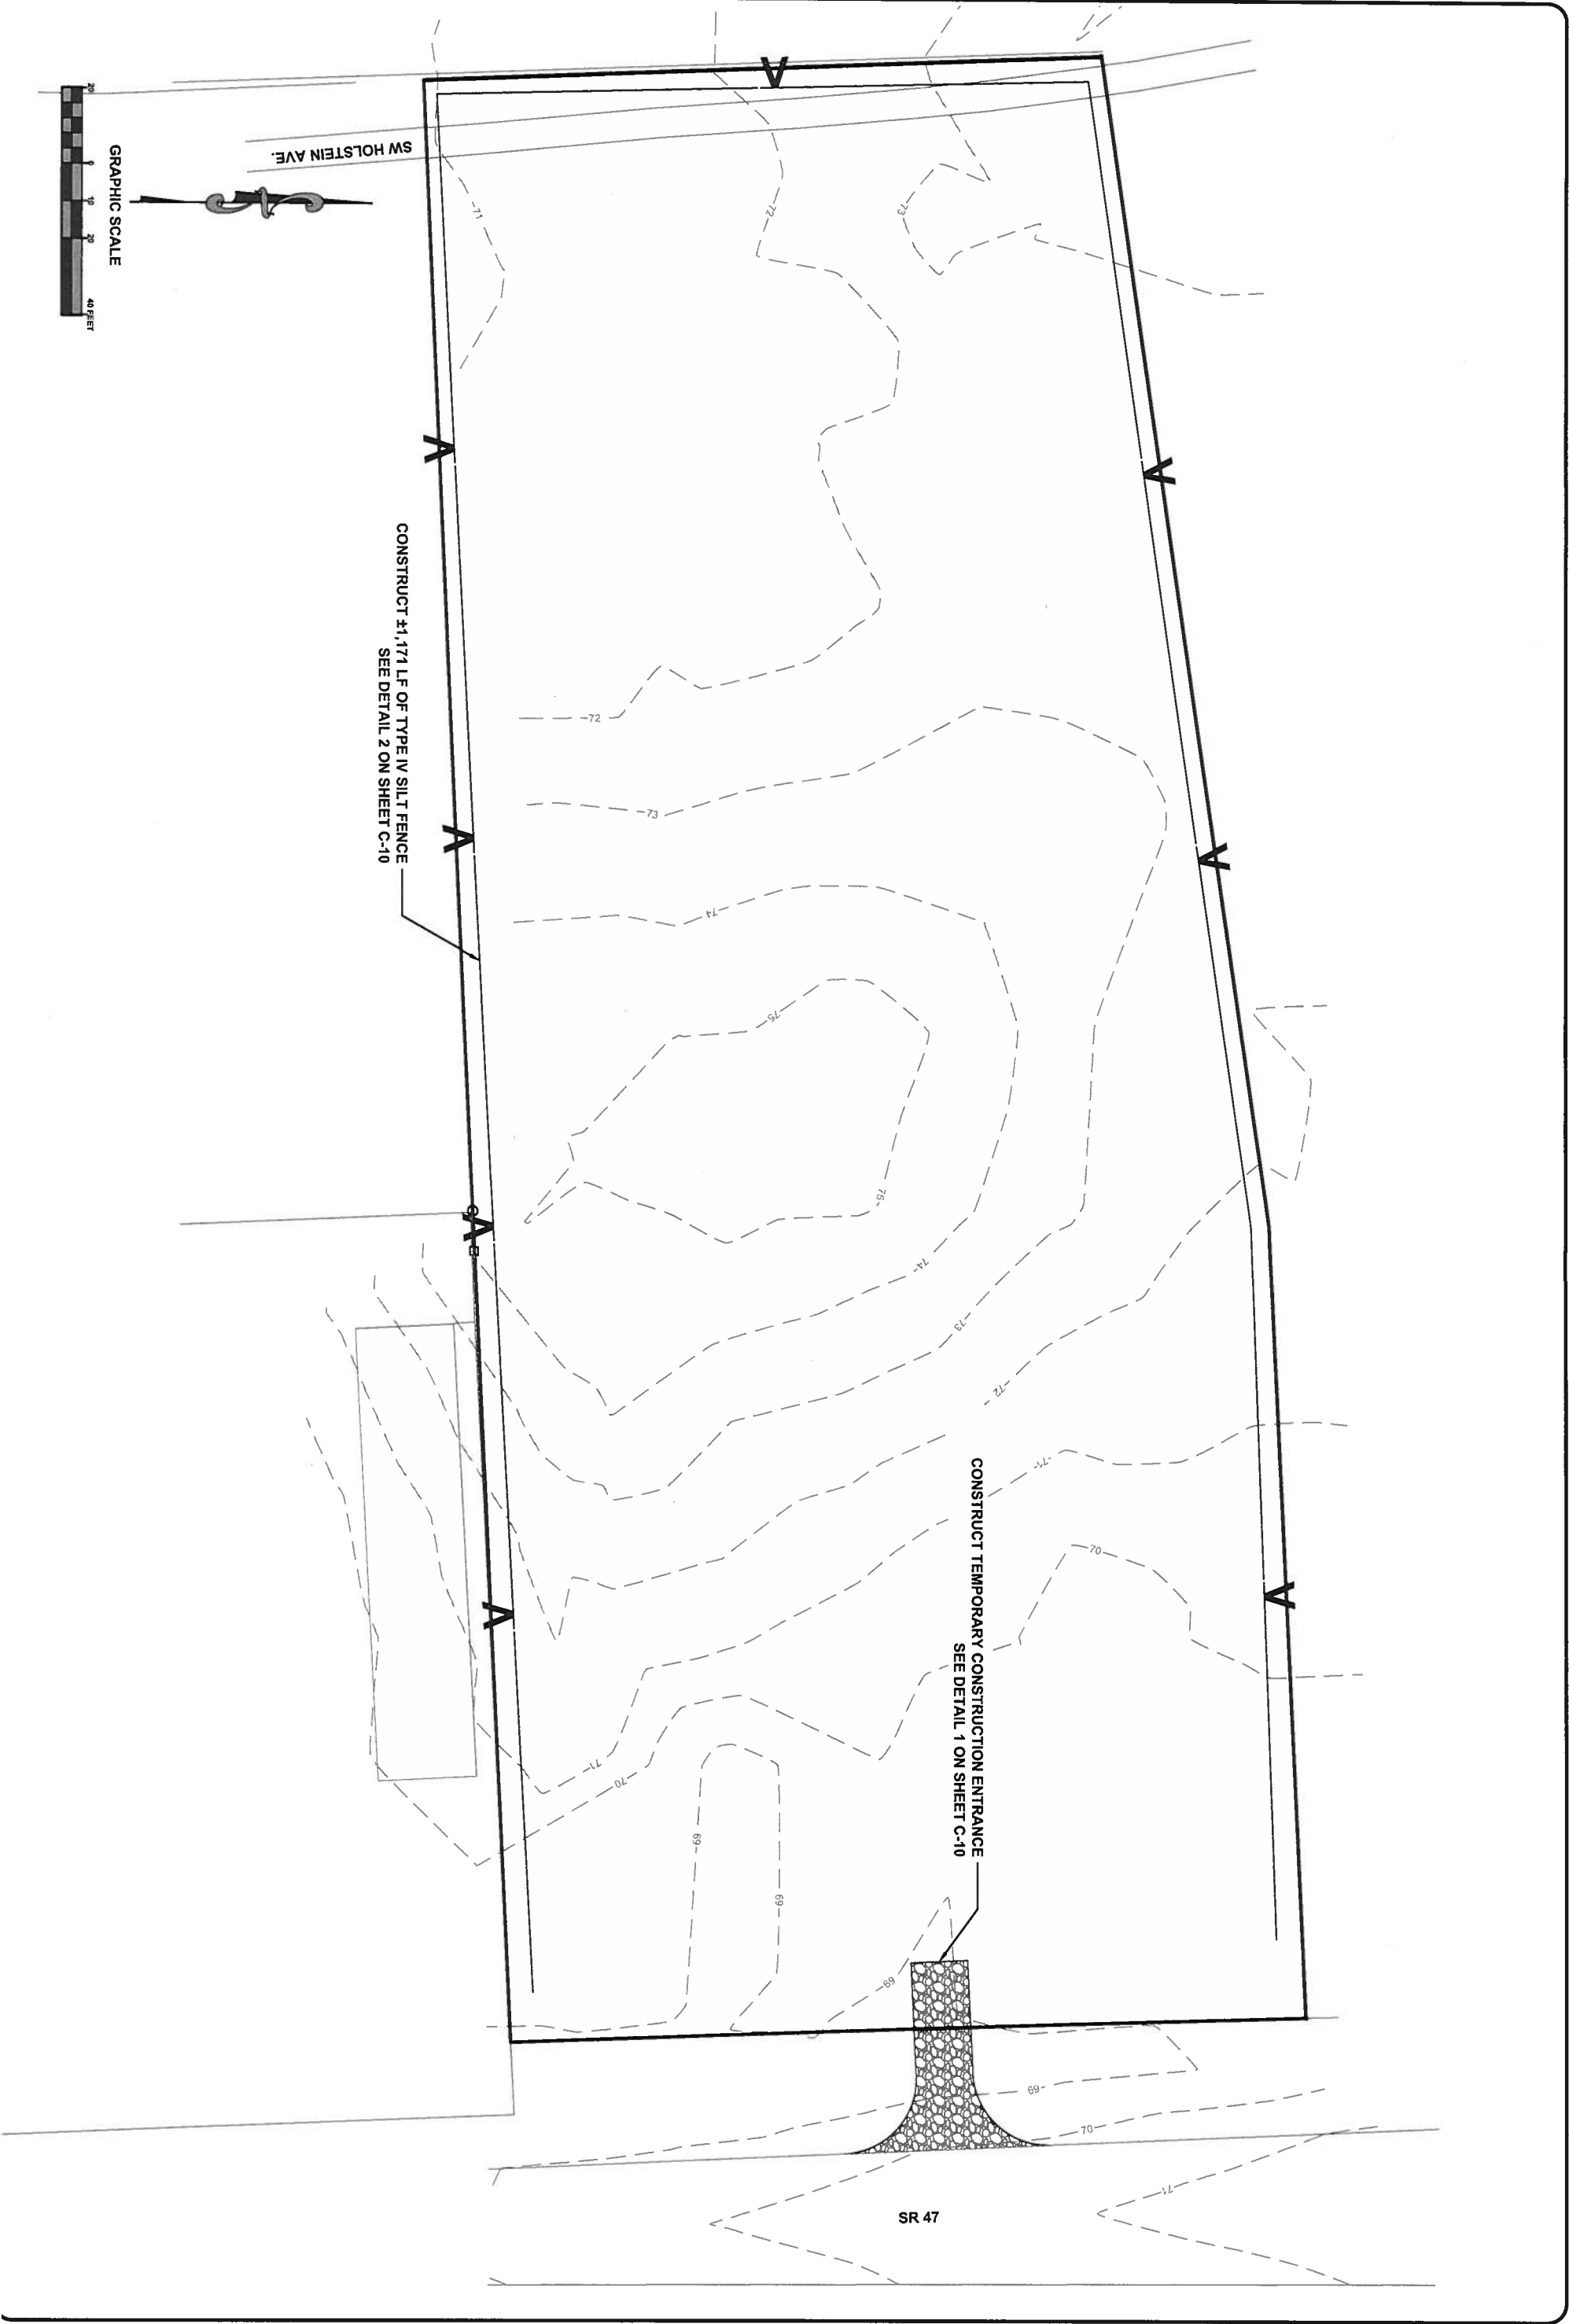 SW HOLSTEIN AVE.
GRAPHIC SCALE
20 0 10 20 40 FEET
CONSTRUCT ±1,171 LF OF TYPE IV SILT FENCE
SEE DETAIL 2 ON SHEET C-10
CONSTRUCT TEMPORARY CONSTRUCTION ENTRANCE
SEE DETAIL 1 ON SHEET C-10
SR 47
71
72
73
72
73
74
75
75
74
73
72
71
70
71
70
69
69
69
69
70
71